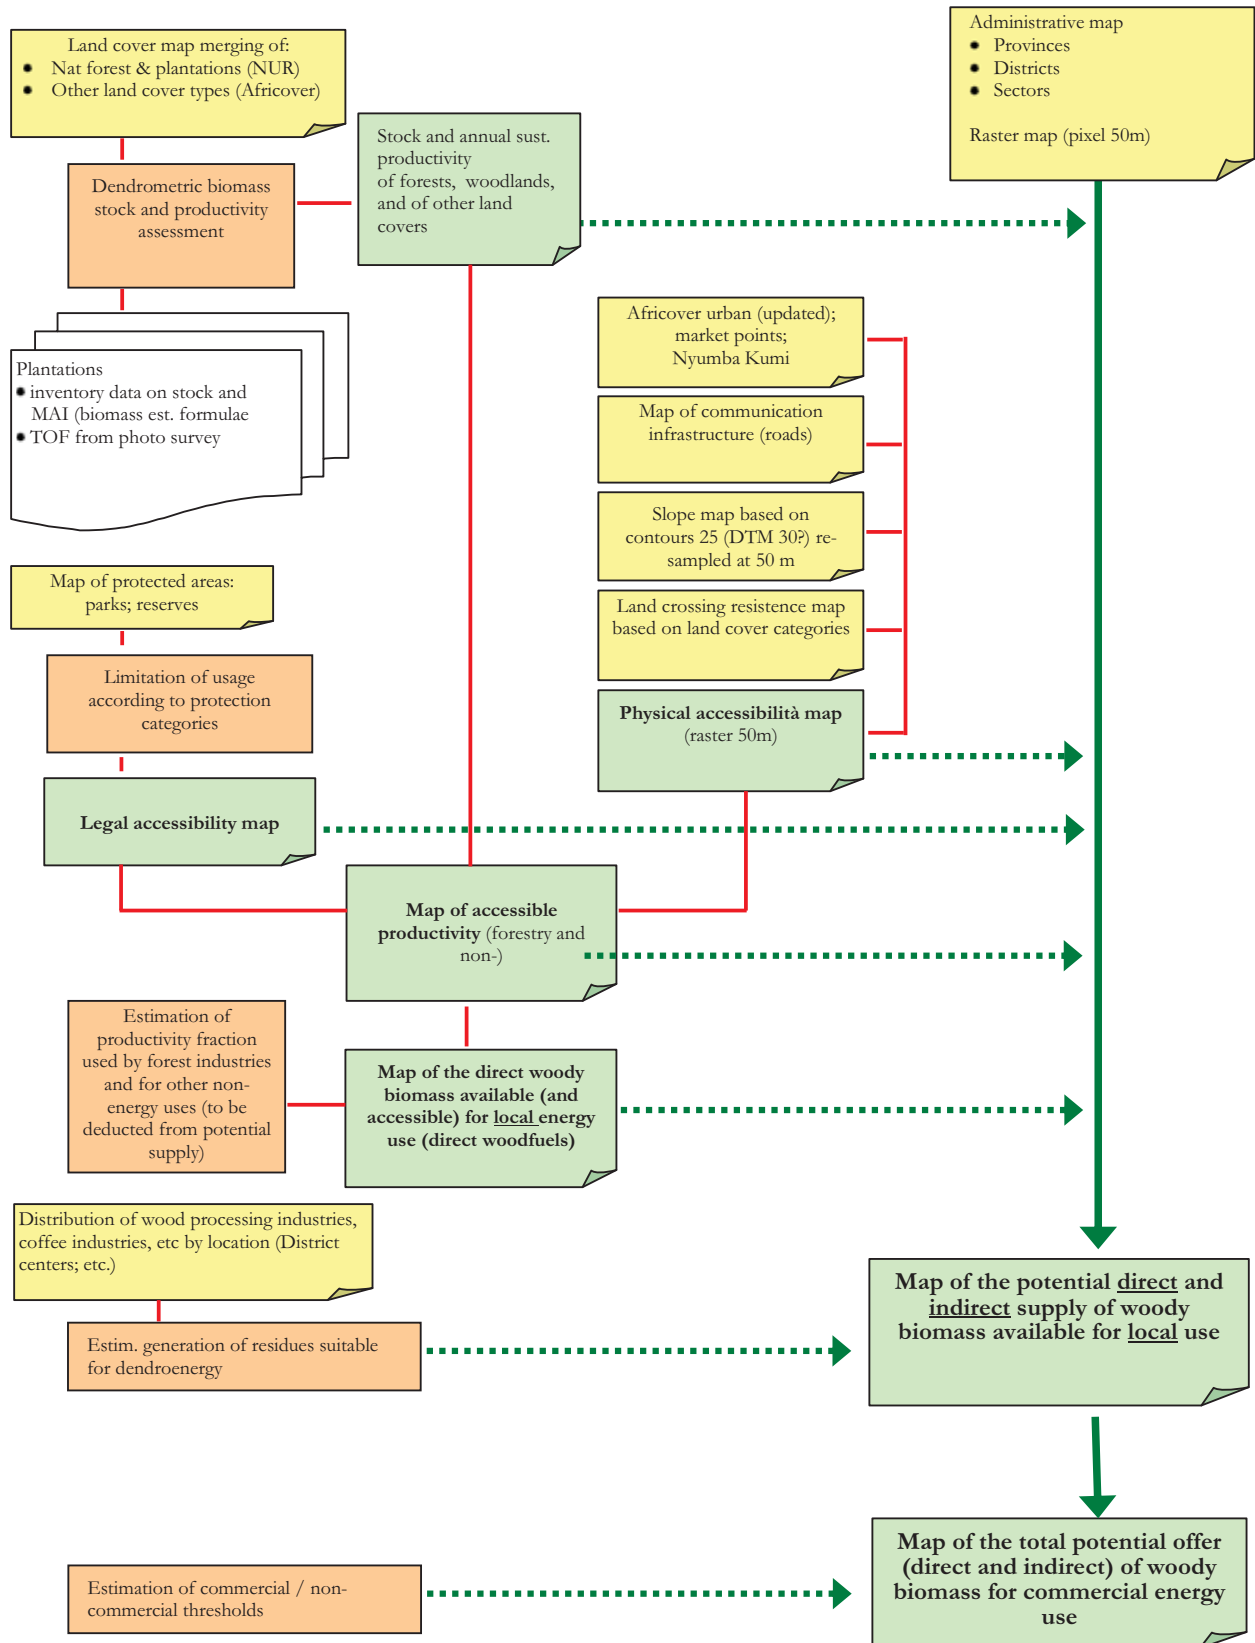 Land cover map merging of:
● Nat forest & plantations (NUR)
● Other land cover types (Africover)
Administrative map
● Provinces
● Districts
● Sectors
Raster map (pixel 50m)
Stock and annual sust.
productivity
of forests, woodlands,
and of other land
covers
Dendrometric biomass
stock and productivity
assessment
Plantations
● inventory data on stock and
MAI (biomass est. formulae
● TOF from photo survey
Africover urban (updated);
market points;
Nyumba Kumi
Map of communication
infrastructure (roads)
Slope map based on
contours 25 (DTM 30?) re-
sampled at 50 m
Land crossing resistence map
based on land cover categories
Physical accessibilità map
(raster 50m)
Map of protected areas:
parks; reserves
Limitation of usage
according to protection
categories
Legal accessibility map
Map of accessible
productivity (forestry and
non-)
Estimation of
productivity fraction
used by forest industries
and for other non-
energy uses (to be
deducted from potential
supply)
Map of the direct woody
biomass available (and
accessible) for local energy
use (direct woodfuels)
Distribution of wood processing industries,
coffee industries, etc by location (District
centers; etc.)
Estim. generation of residues suitable
for dendroenergy
Map of the potential direct and
indirect supply of woody
biomass available for local use
Estimation of commercial / non-
commercial thresholds
Map of the total potential offer
(direct and indirect) of woody
biomass for commercial energy
use